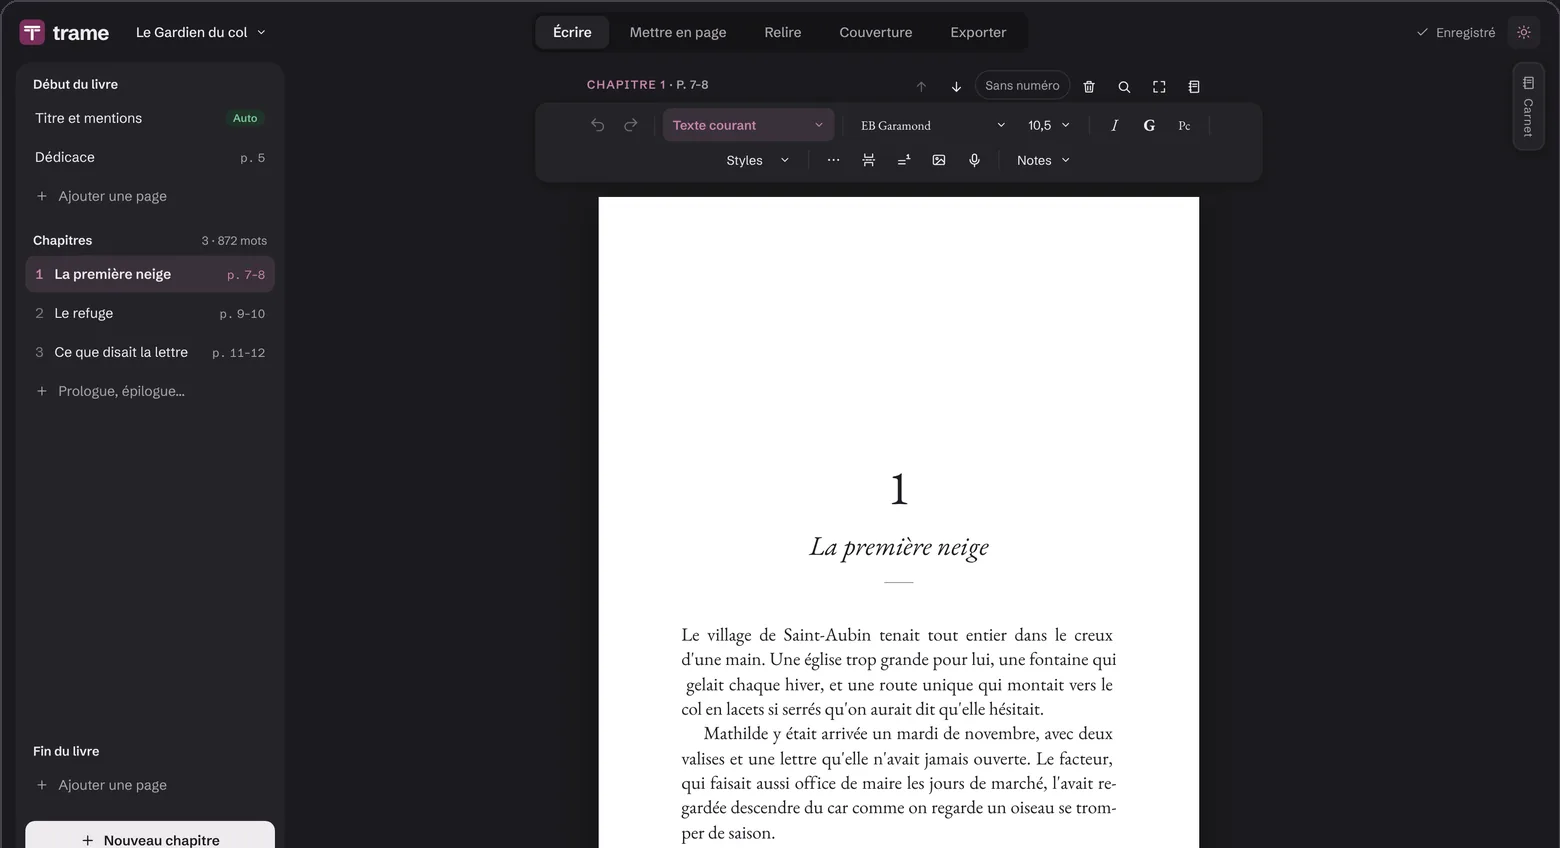 trame
Le Gardien du col
Écrire
Mettre en page
Relire
Couverture
Exporter
Enregistré
Début du livre
Titre et mentions Auto
Dédicace p. 5
+ Ajouter une page
Chapitres 3 · 872 mots
1 La première neige p. 7-8
2 Le refuge p. 9-10
3 Ce que disait la lettre p. 11-12
+ Prologue, épilogue...
Fin du livre
+ Ajouter une page
+ Nouveau chapitre
CHAPITRE 1 · P. 7-8
Sans numéro
Texte courant
EB Garamond
10,5
I
G
Pc
Styles
Notes
Carnet
1
La première neige
Le village de Saint-Aubin tenait tout entier dans le creux
d'une main. Une église trop grande pour lui, une fontaine qui
gelait chaque hiver, et une route unique qui montait vers le
col en lacets si serrés qu'on aurait dit qu'elle hésitait.
Mathilde y était arrivée un mardi de novembre, avec deux
valises et une lettre qu'elle n'avait jamais ouverte. Le facteur,
qui faisait aussi office de maire les jours de marché, l'avait re-
gardée descendre du car comme on regarde un oiseau se trom-
per de saison.